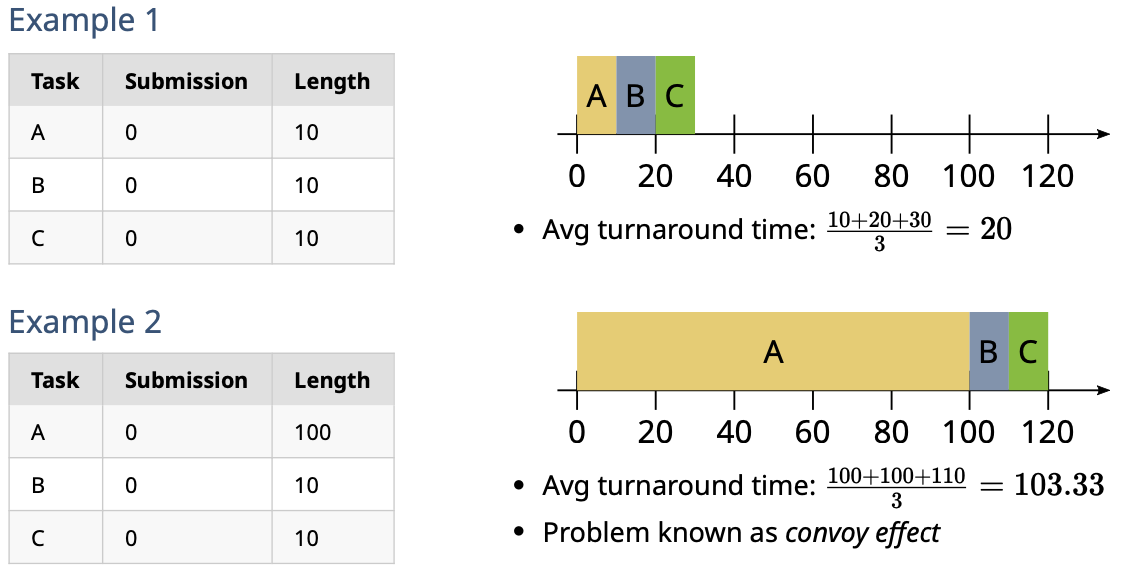 Example 1
Task Submission Length
A 0 10
B 0 10
C 0 10
A B C
0 20 40 60 80 100 120
• Avg turnaround time: (10+20+30)/3 = 20
Example 2
Task Submission Length
A 0 100
B 0 10
C 0 10
A B C
0 20 40 60 80 100 120
• Avg turnaround time: (100+100+110)/3 = 103.33
• Problem known as convoy effect